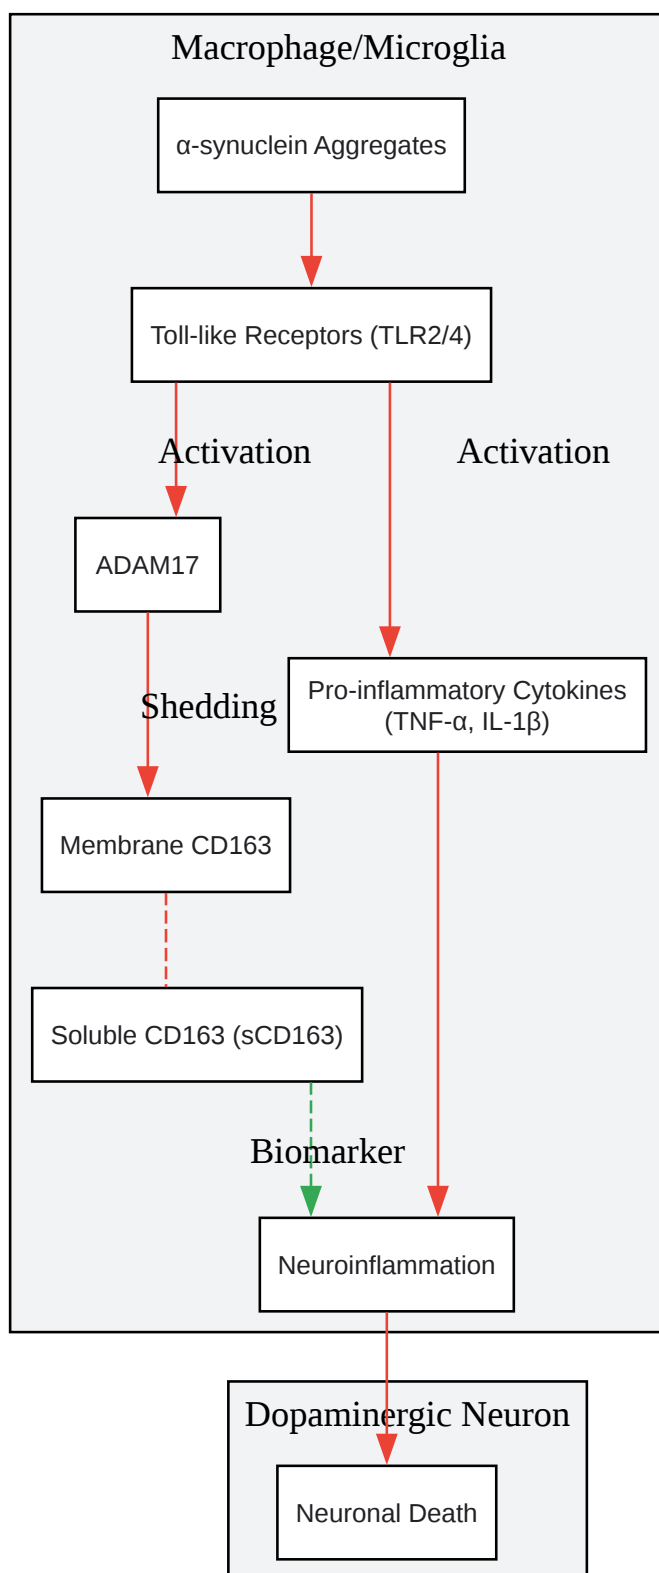 Macrophage/Microglia
α-synuclein Aggregates
Toll-like Receptors (TLR2/4)
Activation
Activation
ADAM17
Pro-inflammatory Cytokines
(TNF-α, IL-1β)
Shedding
Membrane CD163
Soluble CD163 (sCD163)
Biomarker
Neuroinflammation
Dopaminergic Neuron
Neuronal Death